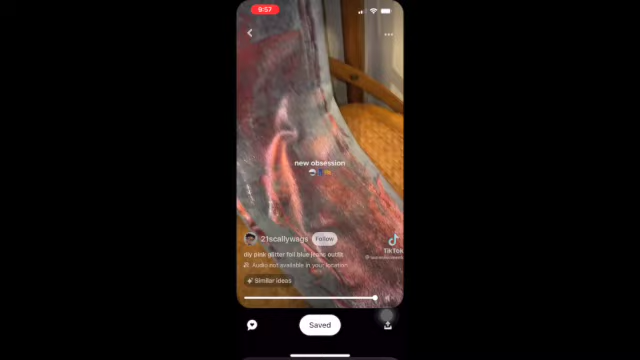 9:57
new obsession
21scallywags Follow
diy pink glitter foil blue jeans outfit
Audio not available in your location
Similar ideas
TikTok
Saved